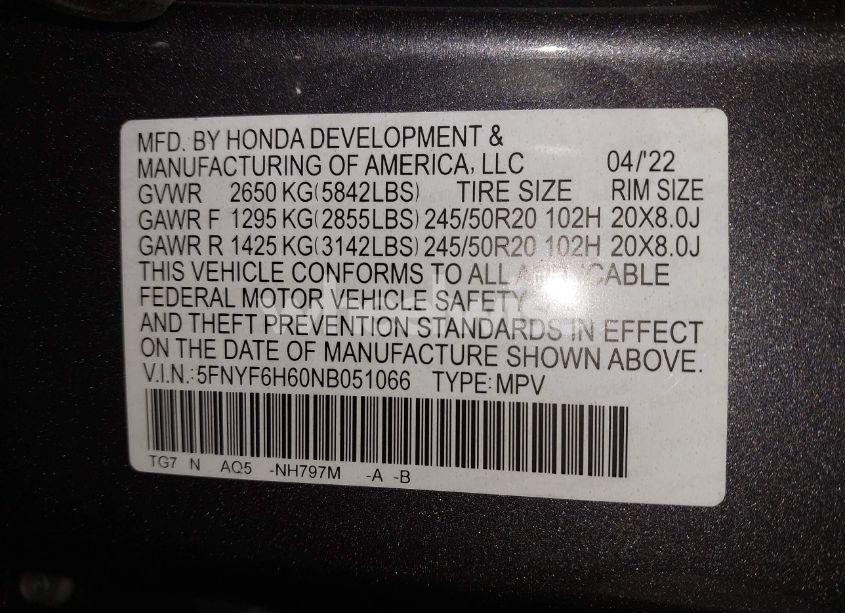 MFD. BY HONDA DEVELOPMENT &
MANUFACTURING OF AMERICA, LLC 04/'22
GVWR 2650 KG(5842LBS) TIRE SIZE RIM SIZE
GAWR F 1295 KG(2855LBS) 245/50R20 102H 20X8.0J
GAWR R 1425 KG(3142LBS) 245/50R20 102H 20X8.0J
THIS VEHICLE CONFORMS TO ALL APPLICABLE
FEDERAL MOTOR VEHICLE SAFETY
AND THEFT PREVENTION STANDARDS IN EFFECT
ON THE DATE OF MANUFACTURE SHOWN ABOVE.
V.I.N.: 5FNYF6H60NB051066 TYPE: MPV
TG7 N AQ5 -NH797M -A -B